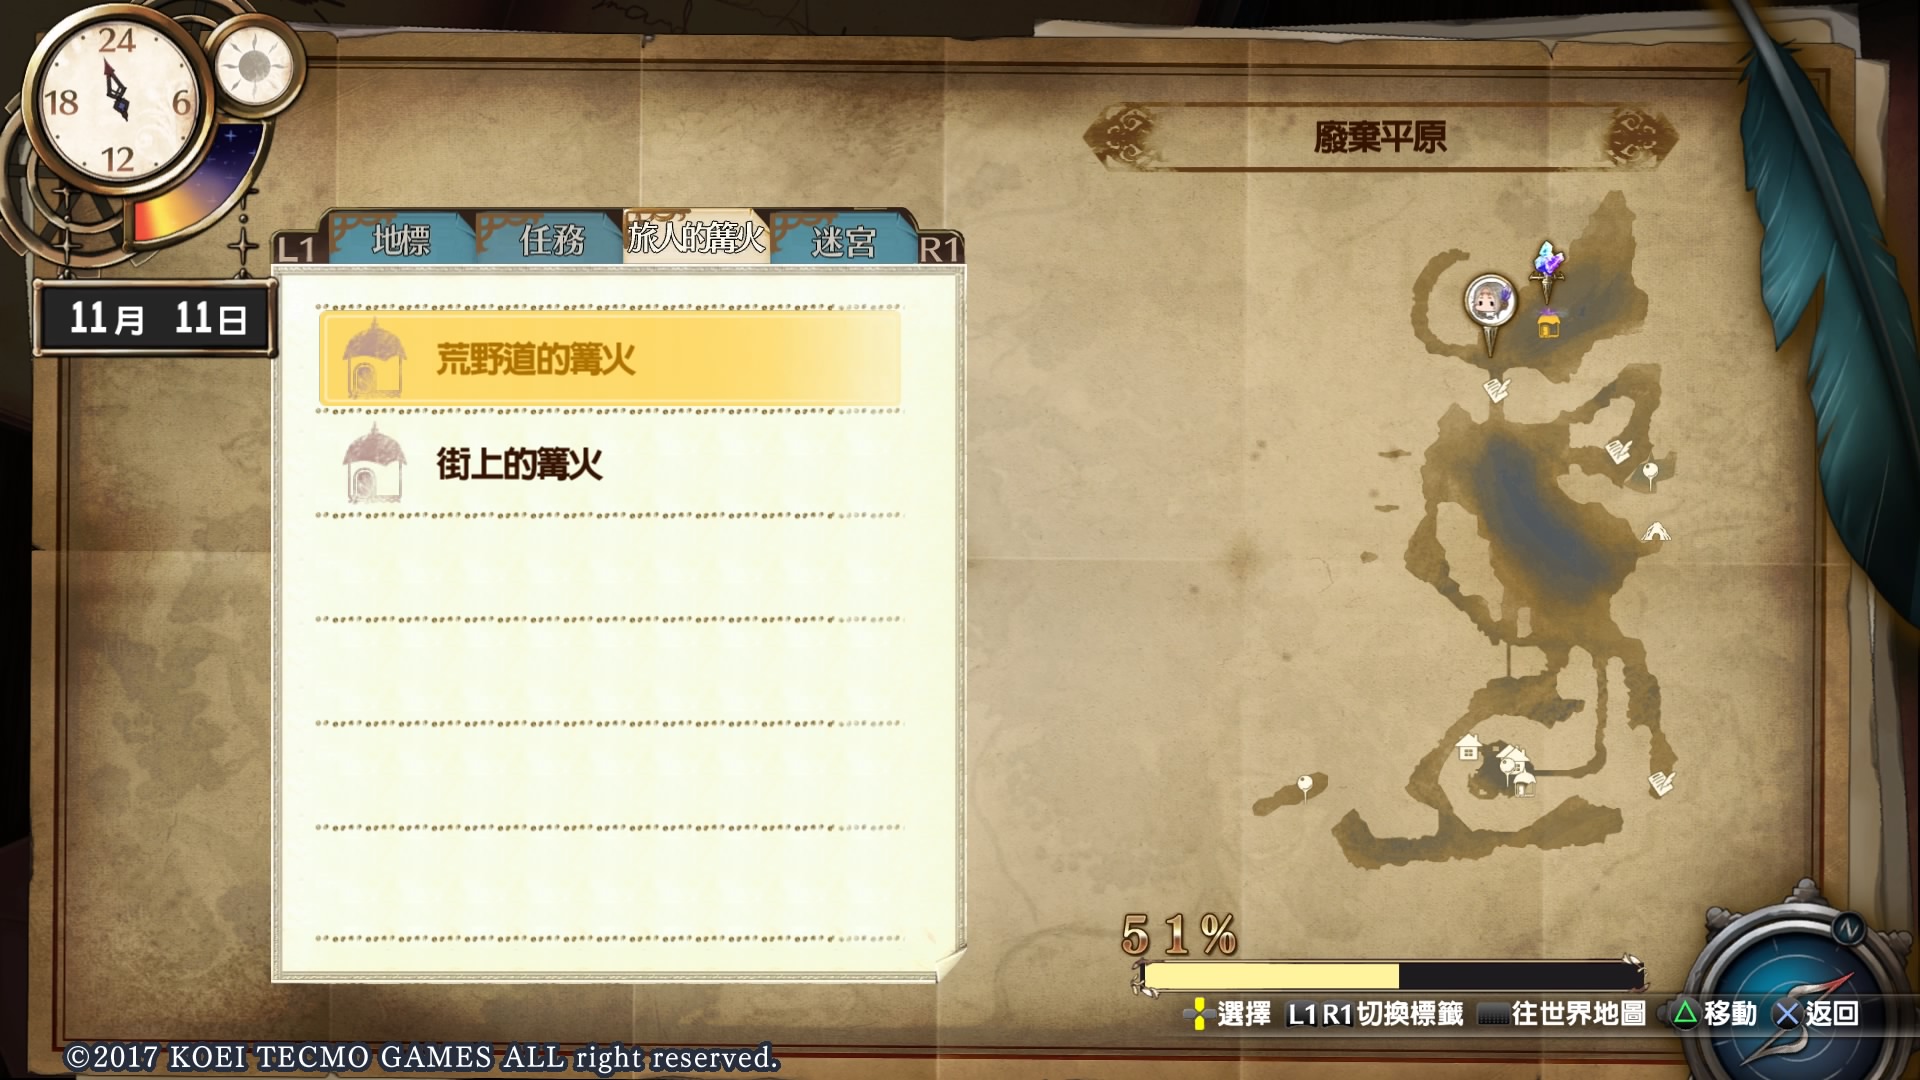 24
18
6
12
11月 11日
L1
地標
任務
旅人的篝火
迷宮
R1
荒野道的篝火
街上的篝火
廢棄平原
N
51%
選擇 L1 R1 切換標籤 往世界地圖 移動 返回
©2017 KOEI TECMO GAMES ALL right reserved.